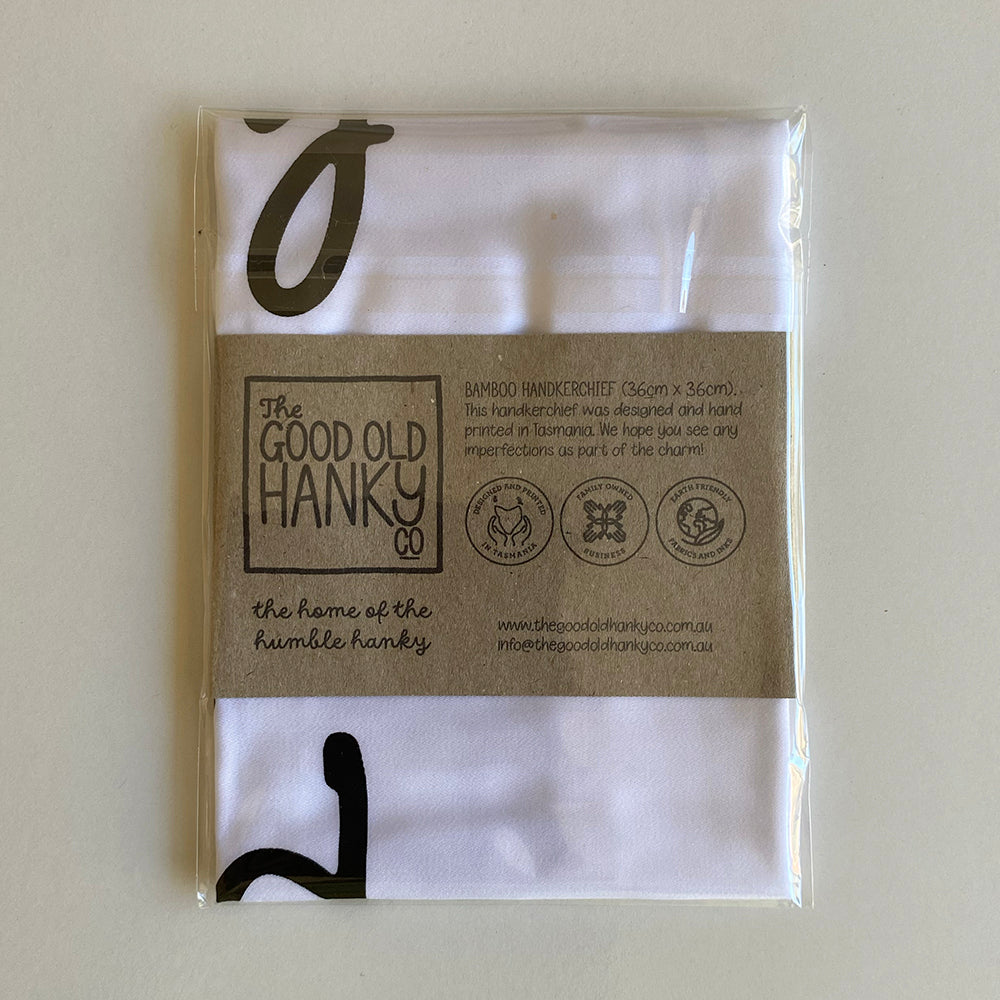 The
GOOD OLD
HANKY
CO
the home of the
humble hanky
BAMBOO HANDKERCHIEF (36cm x 36cm).
This handkerchief was designed and hand
printed in Tasmania. We hope you see any
imperfections as part of the charm!
DESIGNED AND PRINTED
IN TASMANIA
FAMILY OWNED
BUSINESS
EARTH FRIENDLY
FABRICS AND INKS
www.thegoodoldhankyco.com.au
info@thegoodoldhankyco.com.au